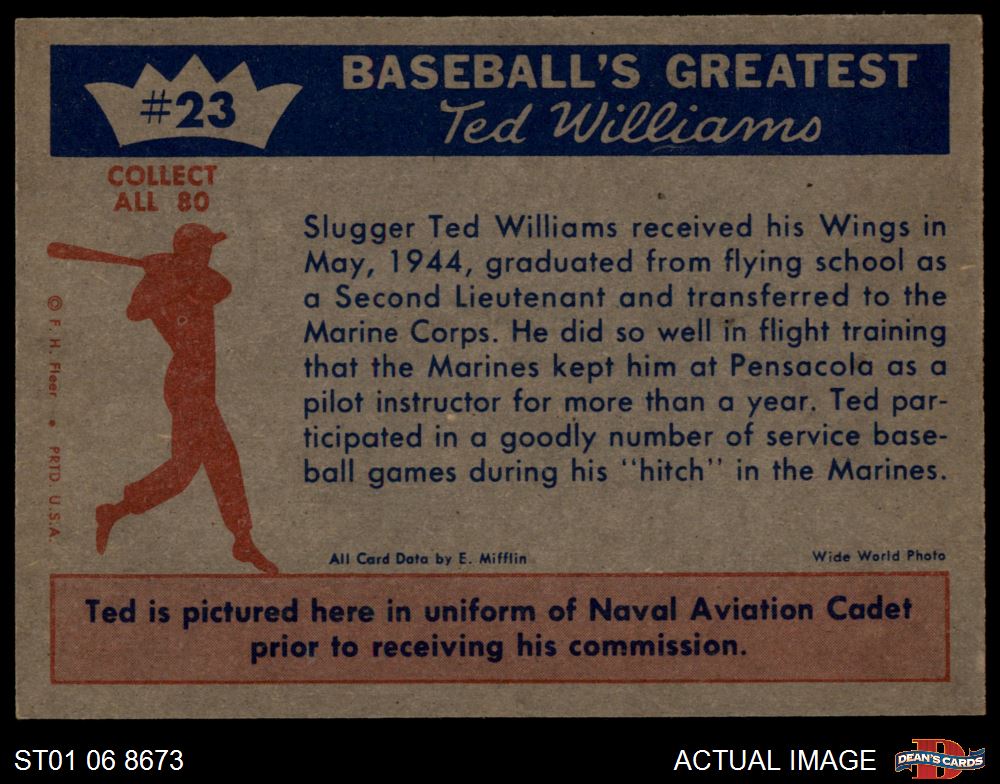 #23
BASEBALL'S GREATEST
Ted Williams
COLLECT
ALL 80
Slugger Ted Williams received his Wings in
May, 1944, graduated from flying school as
a Second Lieutenant and transferred to the
Marine Corps. He did so well in flight training
that the Marines kept him at Pensacola as a
pilot instructor for more than a year. Ted par-
ticipated in a goodly number of service base-
ball games during his "hitch" in the Marines.
© F. H. Fleer • PRTD. U.S.A.
All Card Data by E. Mifflin
Wide World Photo
Ted is pictured here in uniform of Naval Aviation Cadet
prior to receiving his commission.
ST01 06 8673
ACTUAL IMAGE
D
DEAN'S CARDS